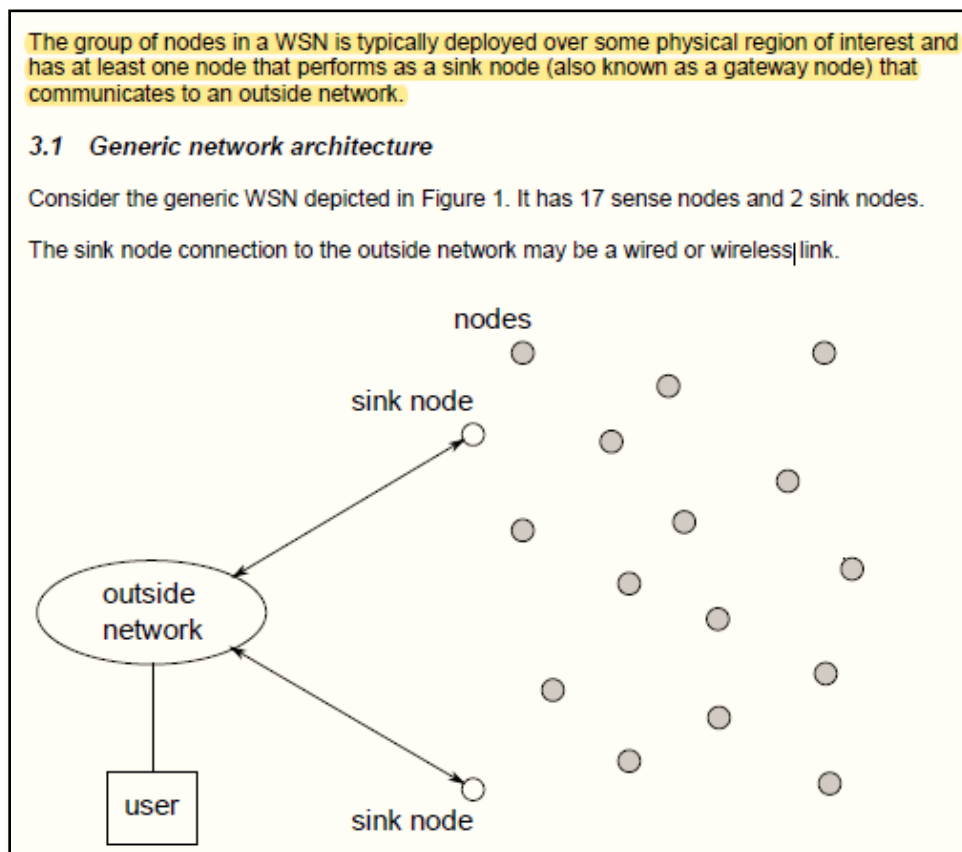 The group of nodes in a WSN is typically deployed over some physical region of interest and
has at least one node that performs as a sink node (also known as a gateway node) that
communicates to an outside network.
3.1 Generic network architecture
Consider the generic WSN depicted in Figure 1. It has 17 sense nodes and 2 sink nodes.
The sink node connection to the outside network may be a wired or wireless link.
nodes
sink node
outside
network
user
sink node